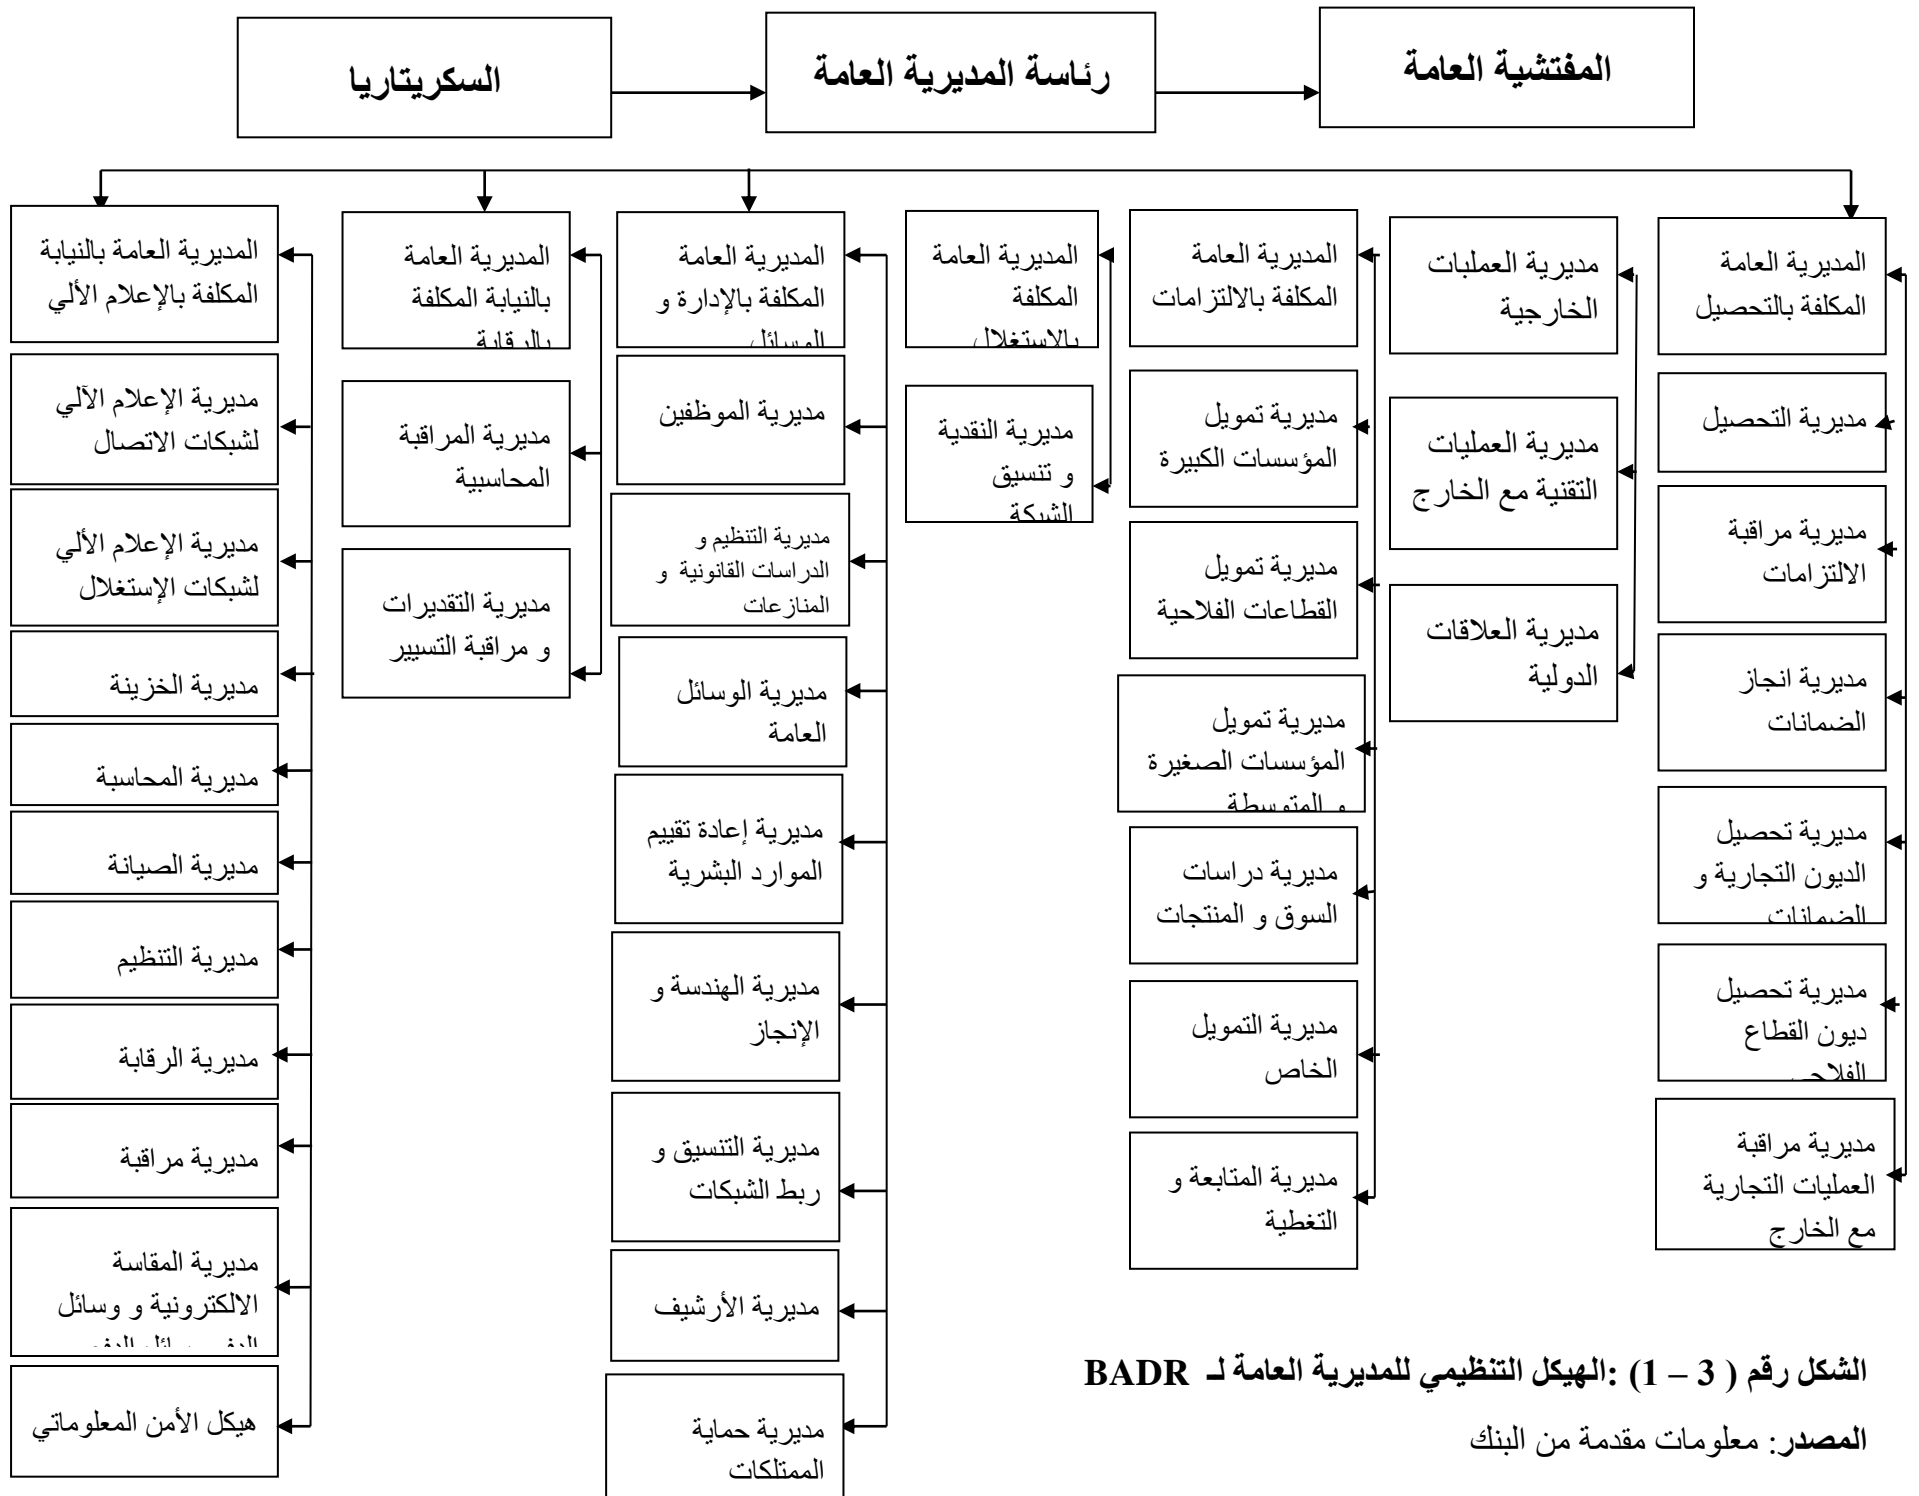 المفتشية العامة
رئاسة المديرية العامة
السكريتاريا
المديرية العامة
المكلفة بالتحصيل
مديرية التحصيل
مديرية مراقبة
الالتزامات
مديرية انجاز
الضمانات
مديرية تحصيل
الديون التجارية و
الضمانات
مديرية تحصيل
ديون القطاع
الفلاحي
مديرية مراقبة
العمليات التجارية
مع الخارج
مديرية العمليات
الخارجية
مديرية العمليات
التقنية مع الخارج
مديرية العلاقات
الدولية
المديرية العامة
المكلفة بالالتزامات
مديرية تمويل
المؤسسات الكبيرة
مديرية تمويل
القطاعات الفلاحية
مديرية تمويل
المؤسسات الصغيرة
و المتوسطة
مديرية دراسات
السوق و المنتجات
مديرية التمويل
الخاص
مديرية المتابعة و
التغطية
المديرية العامة
المكلفة
بالاستغلال
مديرية النقدية
و تنسيق
الشبكة
المديرية العامة
المكلفة بالإدارة و
الوسائل
مديرية الموظفين
مديرية التنظيم و
الدراسات القانونية و
المنازعات
مديرية الوسائل
العامة
مديرية إعادة تقييم
الموارد البشرية
مديرية الهندسة و
الإنجاز
مديرية التنسيق و
ربط الشبكات
مديرية الأرشيف
مديرية حماية
الممتلكات
المديرية العامة
بالنيابة المكلفة
بالرقابة
مديرية المراقبة
المحاسبية
مديرية التقديرات
و مراقبة التسيير
المديرية العامة بالنيابة
المكلفة بالإعلام الألي
مديرية الإعلام الآلي
لشبكات الاتصال
مديرية الإعلام الألي
لشبكات الإستغلال
مديرية الخزينة
مديرية المحاسبة
مديرية الصيانة
مديرية التنظيم
مديرية الرقابة
مديرية مراقبة
مديرية المقاسة
الالكترونية و وسائل
هيكل الأمن المعلوماتي
الشكل رقم ( 3 – 1) :الهيكل التنظيمي للمديرية العامة لـ BADR
المصدر: معلومات مقدمة من البنك